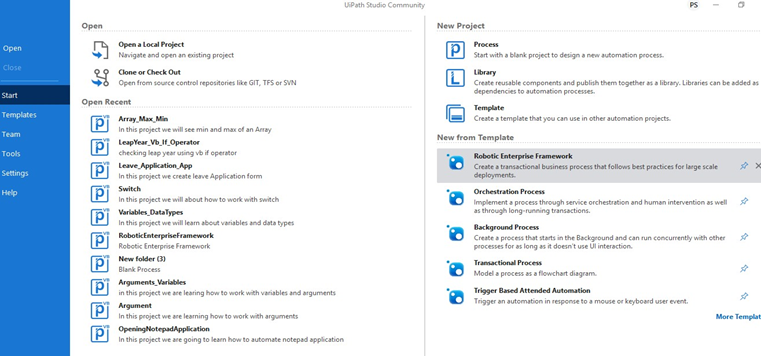 UiPath Studio Community
PS
Open
Close
Start
Templates
Team
Tools
Settings
Help
Open
Open a Local Project
Navigate and open an existing project
Clone or Check Out
Open from source control repositories like GIT, TFS or SVN
Open Recent
VB
Array_Max_Min
In this project we will see min and max of an Array
VB
LeapYear_Vb_If_Operator
checking leap year using vb if operator
VB
Leave_Application_App
In this project we create Leave Application form
VB
Switch
In this project we will about how to work with switch
VB
Variables_DataTypes
In this project we will learn about variables and data types
VB
RoboticEnterpriseFramework
Robotic Enterprise Framework
VB
New folder (3)
Blank Process
VB
Arguments_Variables
in this project we are learing how to work with variables and arguments
VB
Argument
In this project we are learning how to work with arguments
VB
OpeningNotepadApplication
In this project we are going to learn how to automate notepad application
New Project
Process
Start with a blank project to design a new automation process.
Library
Create reusable components and publish them together as a library. Libraries can be added as
dependencies to automation processes.
Template
Create a template that you can use in other automation projects.
New from Template
Robotic Enterprise Framework
Create a transactional business process that follows best practices for large scale
deployments.
Orchestration Process
Implement a process through service orchestration and human intervention as well
as through long-running transactions.
Background Process
Create a process that starts in the Background and can run concurrently with other
processes for as long as it doesn't use UI interaction.
Transactional Process
Model a process as a flowchart diagram.
Trigger Based Attended Automation
Trigger an automation in response to a mouse or keyboard user event.
More Templat